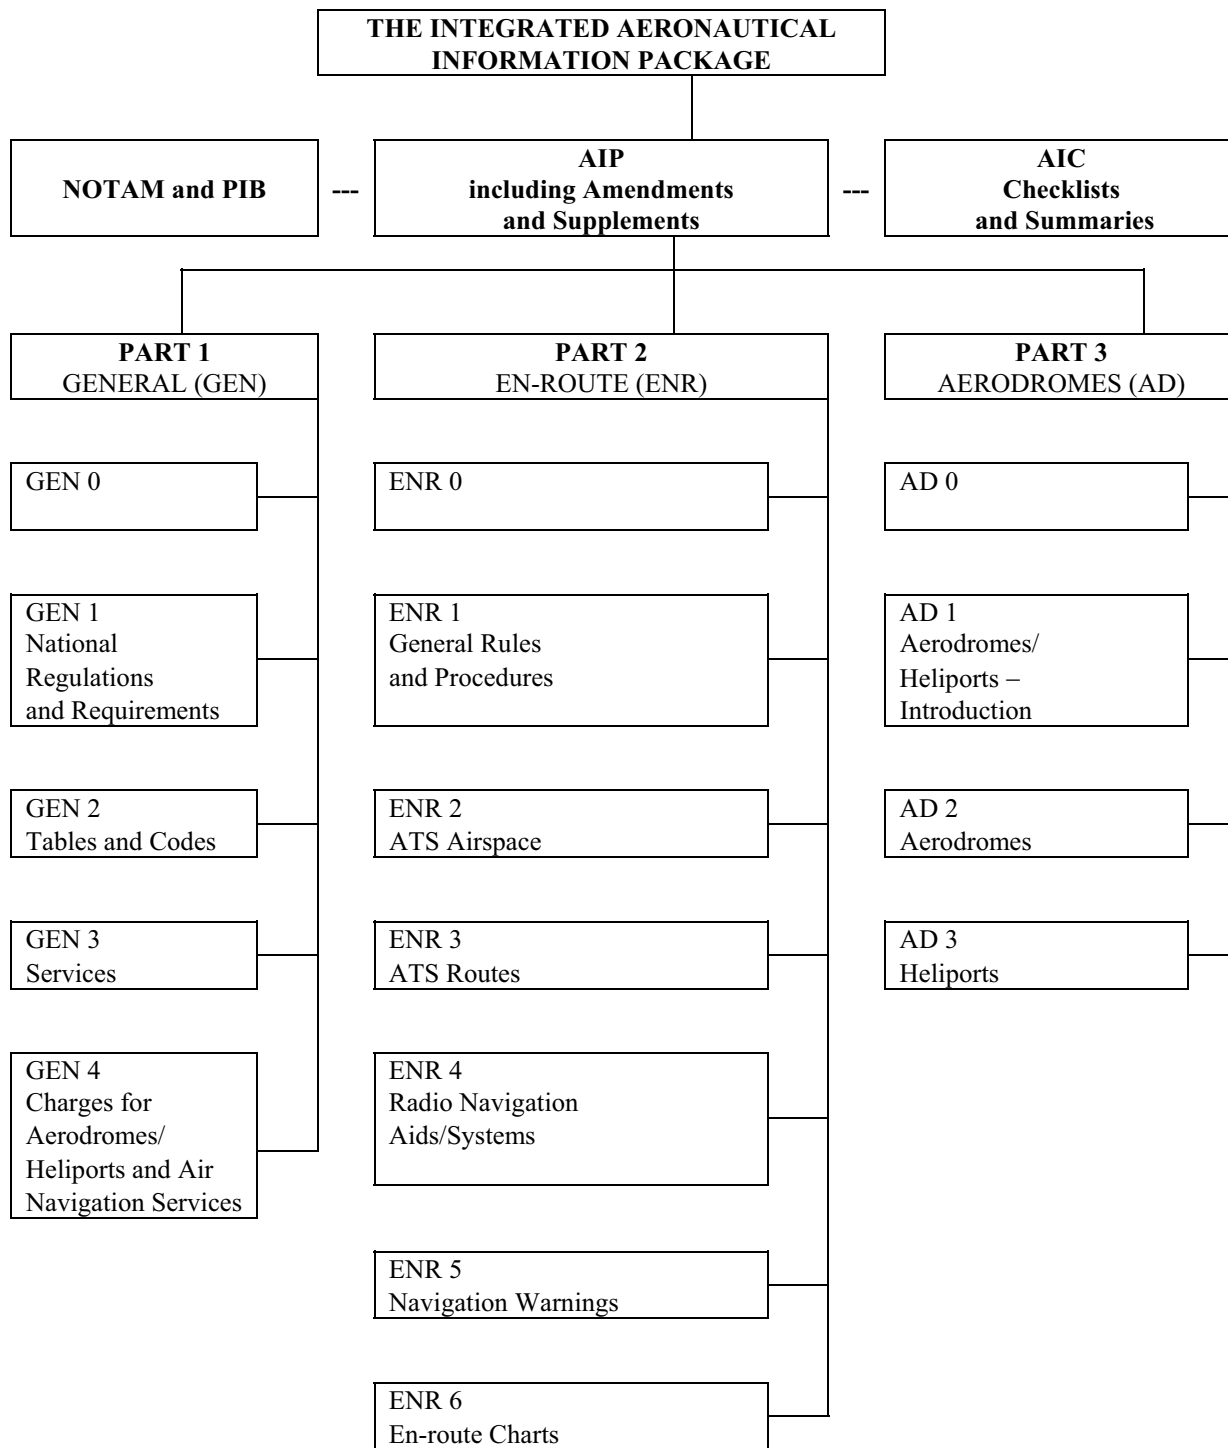 THE INTEGRATED AERONAUTICAL
INFORMATION PACKAGE
NOTAM and PIB
---
AIP
including Amendments
and Supplements
---
AIC
Checklists
and Summaries
PART 1
GENERAL (GEN)
PART 2
EN-ROUTE (ENR)
PART 3
AERODROMES (AD)
GEN 0
ENR 0
AD 0
GEN 1
National
Regulations
and Requirements
ENR 1
General Rules
and Procedures
AD 1
Aerodromes/
Heliports –
Introduction
GEN 2
Tables and Codes
ENR 2
ATS Airspace
AD 2
Aerodromes
GEN 3
Services
ENR 3
ATS Routes
AD 3
Heliports
GEN 4
Charges for
Aerodromes/
Heliports and Air
Navigation Services
ENR 4
Radio Navigation
Aids/Systems
ENR 5
Navigation Warnings
ENR 6
En-route Charts